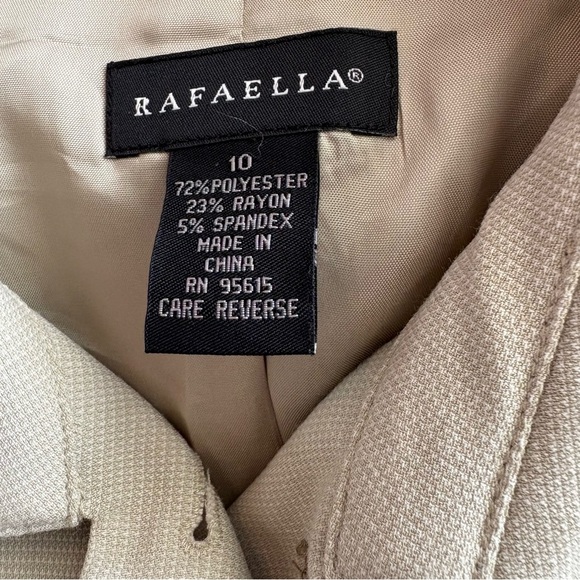 RAFAELLA®
10
72%POLYESTER
23% RAYON
5% SPANDEX
MADE IN
CHINA
RN 95615
CARE REVERSE